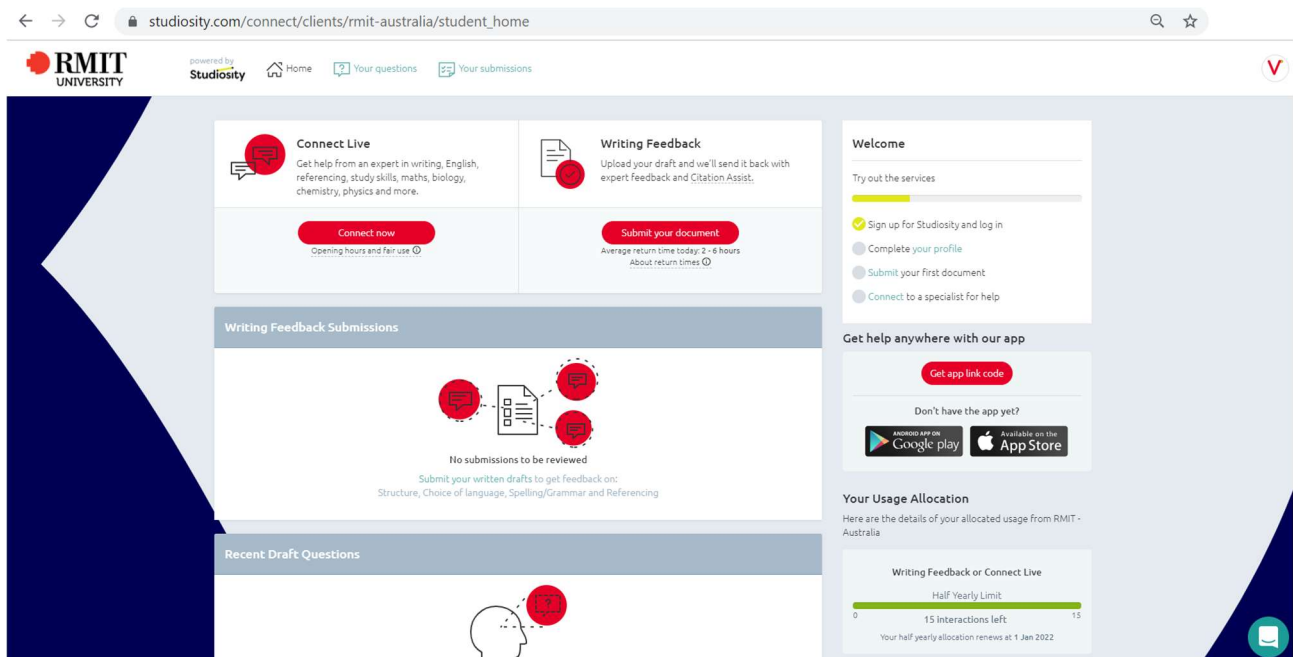 studiosity.com/connect/clients/rmit-australia/student_home
RMIT
UNIVERSITY
powered by
Studiosity
Home
Your questions
Your submissions
V
Connect Live
Get help from an expert in writing, English,
referencing, study skills, maths, biology,
chemistry, physics and more.
Connect now
Opening hours and fair use
Writing Feedback
Upload your draft and we'll send it back with
expert feedback and Citation Assist.
Submit your document
Average return time today: 2 - 6 hours
About return times
Writing Feedback Submissions
No submissions to be reviewed
Submit your written drafts to get feedback on:
Structure, Choice of language, Spelling/Grammar and Referencing
Recent Draft Questions
Welcome
Try out the services
Sign up for Studiosity and log in
Complete your profile
Submit your first document
Connect to a specialist for help
Get help anywhere with our app
Get app link code
Don't have the app yet?
ANDROID APP ON
Google play
Available on the
App Store
Your Usage Allocation
Here are the details of your allocated usage from RMIT -
Australia
Writing Feedback or Connect Live
Half Yearly Limit
0
15 interactions left
15
Your half yearly allocation renews at 1 Jan 2022